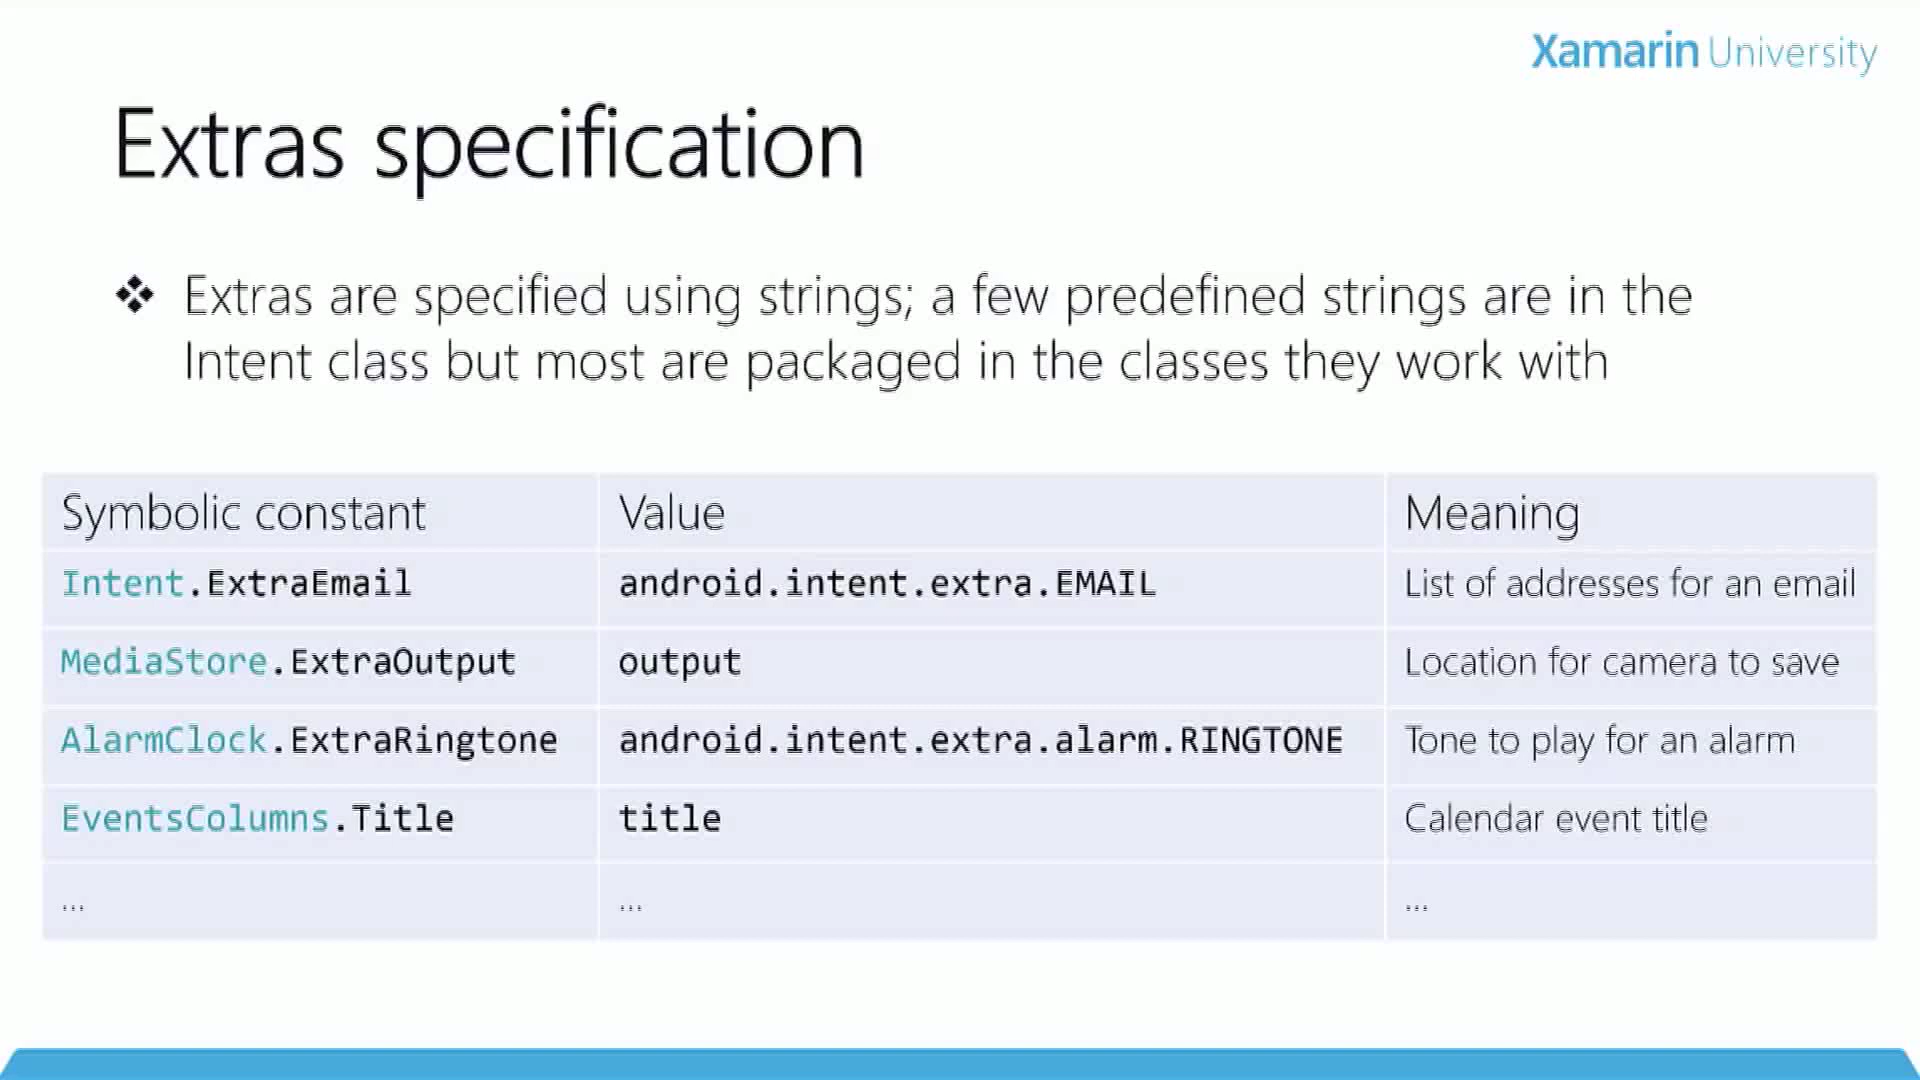 Xamarin University
Extras specification
❖ Extras are specified using strings; a few predefined strings are in the
Intent class but most are packaged in the classes they work with
Symbolic constant Value Meaning
Intent.ExtraEmail android.intent.extra.EMAIL List of addresses for an email
MediaStore.ExtraOutput output Location for camera to save
AlarmClock.ExtraRingtone android.intent.extra.alarm.RINGTONE Tone to play for an alarm
EventsColumns.Title title Calendar event title
... ... ...